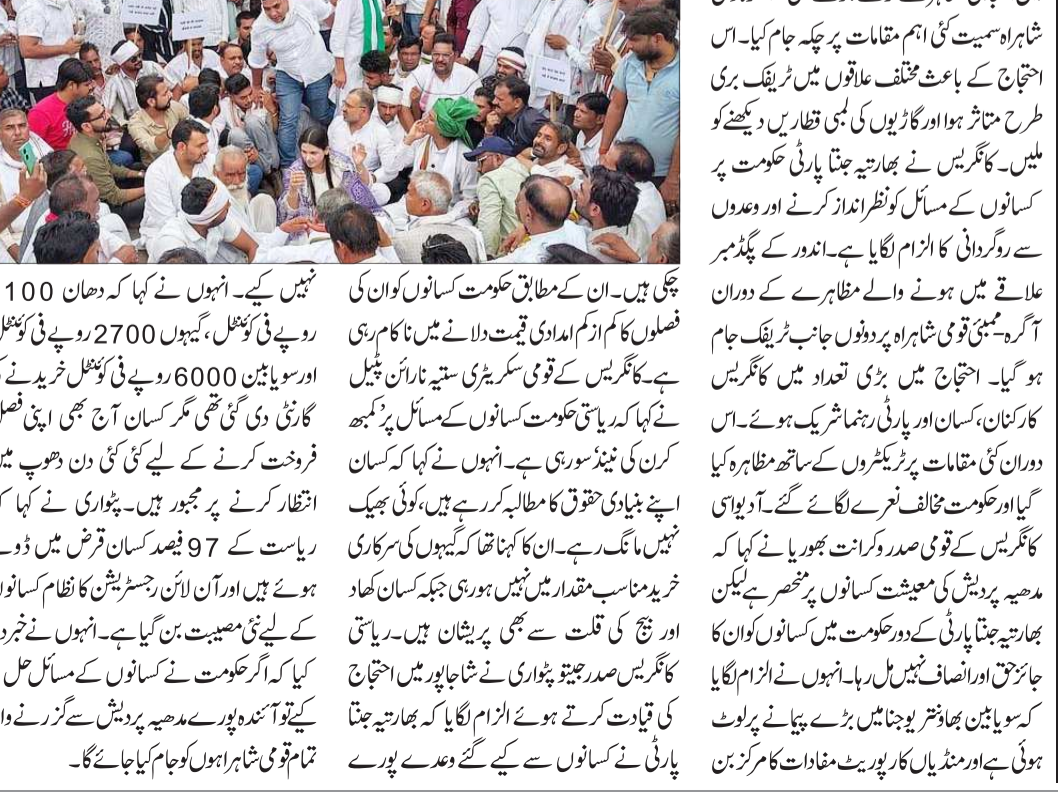 شاہراہ سمیت کئی اہم مقامات پر چکہ جام کیا۔ اس
احتجاج کے باعث مختلف علاقوں میں ٹریفک بری
طرح متاثر ہوا اور گاڑیوں کی لمبی قطاریں دیکھنے کو
ملیں۔ کانگریس نے بھارتیہ جنتا پارٹی حکومت پر
کسانوں کے مسائل کو نظر انداز کرنے اور وعدوں
سے روگردانی کا الزام لگایا ہے۔ اندور کے پگڈمبر
علاقے میں ہونے والے مظاہرے کے دوران
آگرہ-ممبئی قومی شاہراہ پر دونوں جانب ٹریفک جام
ہو گیا۔ احتجاج میں بڑی تعداد میں کانگریس
کارکنان، کسان اور پارٹی رہنما شریک ہوئے۔ اس
دوران کئی مقامات پر ٹریکٹروں کے ساتھ مظاہرہ کیا
گیا اور حکومت مخالف نعرے لگائے گئے۔ آدیواسی
کانگریس کے قومی صدر وکرانت بھوریا نے کہا کہ
مدھیہ پردیش کی معیشت کسانوں پر منحصر ہے لیکن
بھارتیہ جنتا پارٹی کے دور حکومت میں کسانوں کو ان کا
جائز حق اور انصاف نہیں مل رہا۔ انہوں نے الزام لگایا
کہ سویابین بھاونتر یوجنا میں بڑے پیمانے پر لوٹ
ہوئی ہے اور منڈیاں کارپوریٹ مفادات کا مرکز بن
چکی ہیں۔ ان کے مطابق حکومت کسانوں کو ان کی
فصلوں کا کم از کم امدادی قیمت دلانے میں ناکام رہی
ہے۔ کانگریس کے قومی سکریٹری ستیہ نارائن پٹیل
نے کہا کہ ریاستی حکومت کسانوں کے مسائل پر 'کمبھ
کرن کی نیند' سو رہی ہے۔ انہوں نے کہا کہ کسان
اپنے بنیادی حقوق کا مطالبہ کر رہے ہیں، کوئی بھیک
نہیں مانگ رہے۔ ان کا کہنا تھا کہ گیہوں کی سرکاری
خرید مناسب مقدار میں نہیں ہو رہی جبکہ کسان کھاد
اور بیج کی قلت سے بھی پریشان ہیں۔ ریاستی
کانگریس صدر جیتو پٹواری نے شاجاپور میں احتجاج
کی قیادت کرتے ہوئے الزام لگایا کہ بھارتیہ جنتا
پارٹی نے کسانوں سے کیے گئے وعدے پورے
نہیں کیے۔ انہوں نے کہا کہ دھان 100
روپے فی کوئنٹل، گیہوں 2700 روپے فی کوئنٹل
اور سویابین 6000 روپے فی کوئنٹل خریدنے
گارنٹی دی گئی تھی مگر کسان آج بھی اپنی فصل
فروخت کرنے کے لیے کئی کئی دن دھوپ میں
انتظار کرنے پر مجبور ہیں۔ پٹواری نے کہا
ریاست کے 97 فیصد کسان قرض میں ڈوبے
ہوئے ہیں اور آن لائن رجسٹریشن کا نظام کسانوں
کے لیے نئی مصیبت بن گیا ہے۔ انہوں نے خبرد
کیا کہ اگر حکومت نے کسانوں کے مسائل حل
کیے تو آئندہ پورے مدھیہ پردیش سے گزرنے وا
تمام قومی شاہراہوں کو جام کیا جائے گا۔